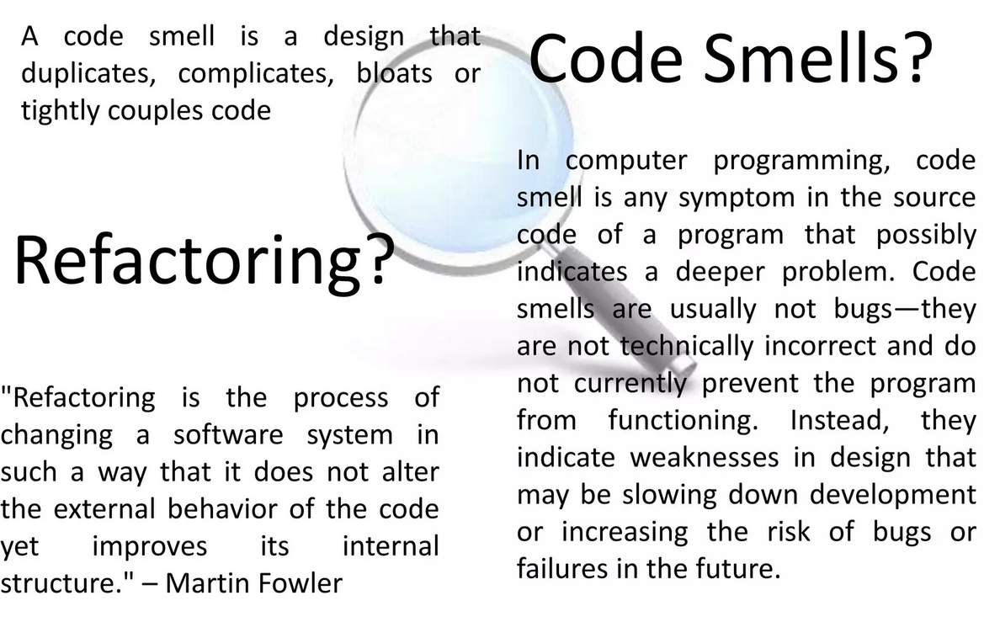 A code smell is a design that
duplicates, complicates, bloats or
tightly couples code
Refactoring?
"Refactoring is the process of
changing a software system in
such a way that it does not alter
the external behavior of the code
yet improves its internal
structure." – Martin Fowler
Code Smells?
In computer programming, code
smell is any symptom in the source
code of a program that possibly
indicates a deeper problem. Code
smells are usually not bugs—they
are not technically incorrect and do
not currently prevent the program
from functioning. Instead, they
indicate weaknesses in design that
may be slowing down development
or increasing the risk of bugs or
failures in the future.